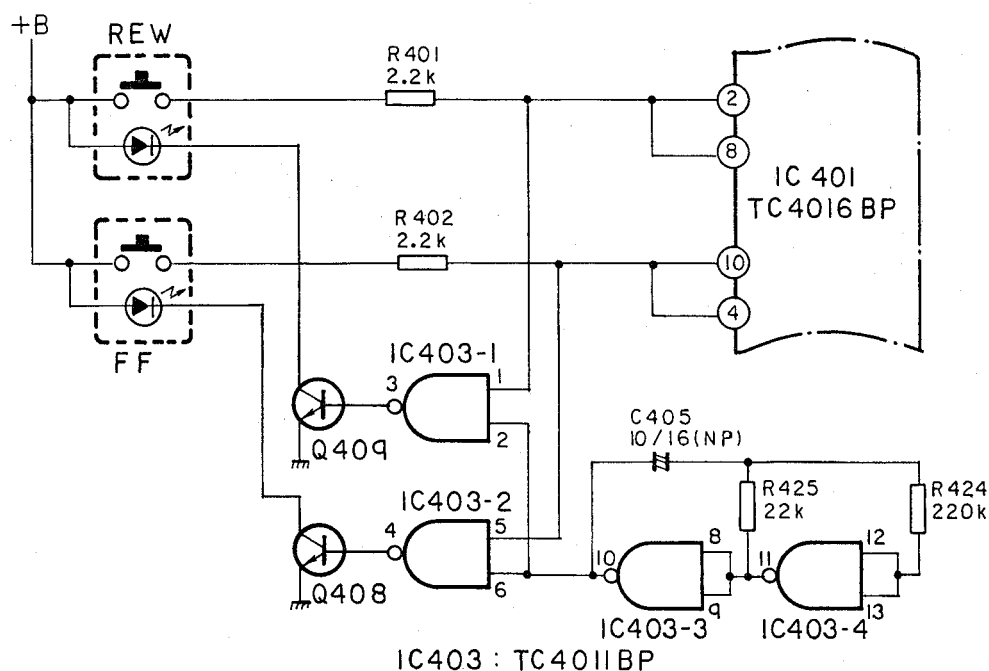 +B
REW
R401
2.2k
2
8
IC 401
TC4016BP
R402
2.2k
10
4
FF
IC403-1
3
1
2
Q409
C405
10/16(NP)
IC403-2
4
5
6
Q408
R425
22k
R424
220k
10
8
9
11
12
13
IC403-3
IC403-4
IC403 : TC4011BP